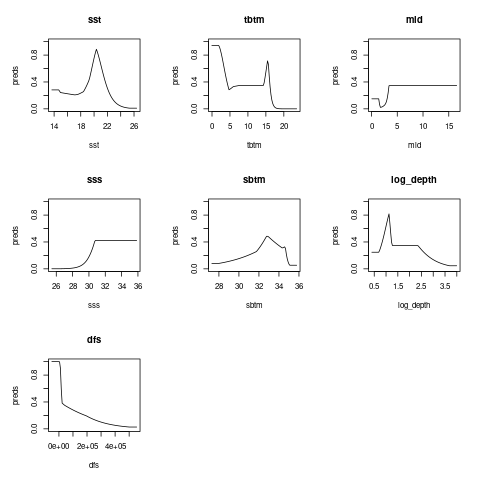 sst
tbtm
mld
preds
0.0 0.4 0.8
14 16 18 20 22 24 26
sst
preds
0.0 0.4 0.8
0 5 10 15 20
tbtm
preds
0.0 0.4 0.8
0 5 10 15
mld
sss
sbtm
log_depth
preds
0.0 0.4 0.8
26 28 30 32 34 36
sss
preds
0.0 0.4 0.8
28 30 32 34 36
sbtm
preds
0.0 0.4 0.8
0.5 1.5 2.5 3.5
log_depth
dfs
preds
0.0 0.4 0.8
0e+00 2e+05 4e+05
dfs